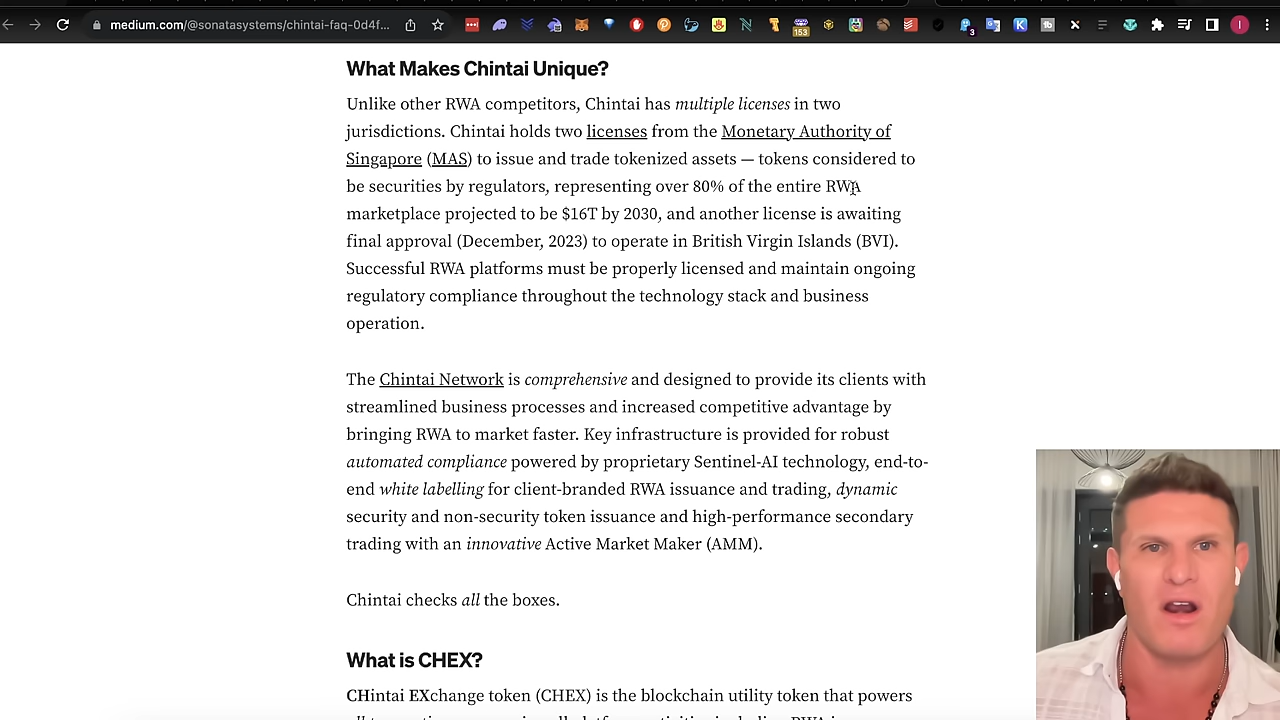 medium.com/@sonatasystems/chintai-faq-0d4f...
153
3
What Makes Chintai Unique?
Unlike other RWA competitors, Chintai has multiple licenses in two
jurisdictions. Chintai holds two licenses from the Monetary Authority of
Singapore (MAS) to issue and trade tokenized assets — tokens considered to
be securities by regulators, representing over 80% of the entire RWA
marketplace projected to be $16T by 2030, and another license is awaiting
final approval (December, 2023) to operate in British Virgin Islands (BVI).
Successful RWA platforms must be properly licensed and maintain ongoing
regulatory compliance throughout the technology stack and business
operation.
The Chintai Network is comprehensive and designed to provide its clients with
streamlined business processes and increased competitive advantage by
bringing RWA to market faster. Key infrastructure is provided for robust
automated compliance powered by proprietary Sentinel-AI technology, end-to-
end white labelling for client-branded RWA issuance and trading, dynamic
security and non-security token issuance and high-performance secondary
trading with an innovative Active Market Maker (AMM).
Chintai checks all the boxes.
What is CHEX?
CHintai EXchange token (CHEX) is the blockchain utility token that powers